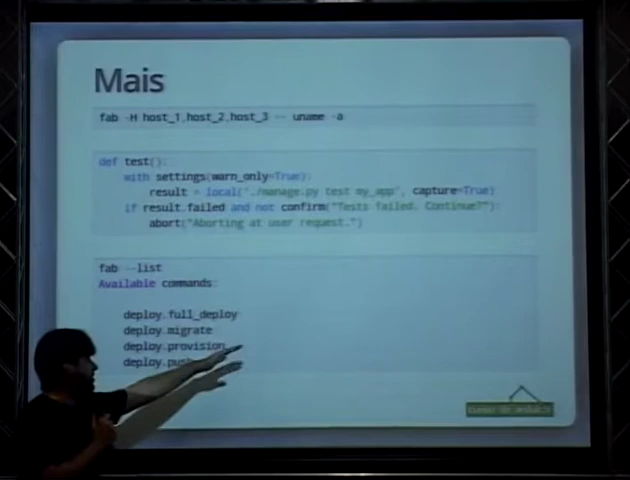 Mais
fab -H host_1,host_2,host_3 -- uname -a
def test():
with settings(warn_only=True):
result = local('./manage.py test my_app', capture=True)
if result.failed and not confirm("Tests failed. Continue?"):
abort("Aborting at user request.")
fab --list
Available commands:
deploy.full_deploy
deploy.migrate
deploy.provision
deploy.push